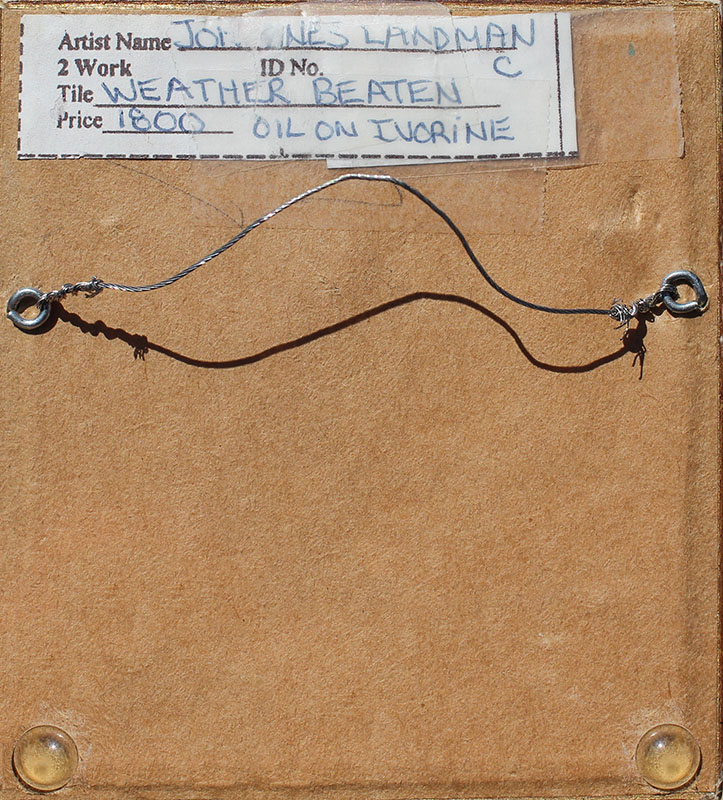 Artist Name LANDMAN
2 Work ID No. C
Tile WEATHER BEATEN
Price 1800 OIL ON IVORINE